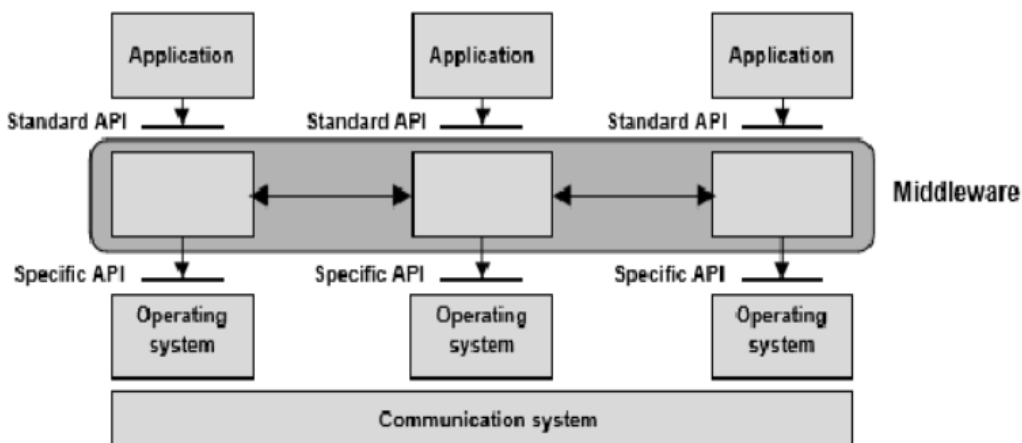 Application
Application
Application
Standard API
Standard API
Standard API
Middleware
Specific API
Specific API
Specific API
Operating
system
Operating
system
Operating
system
Communication system